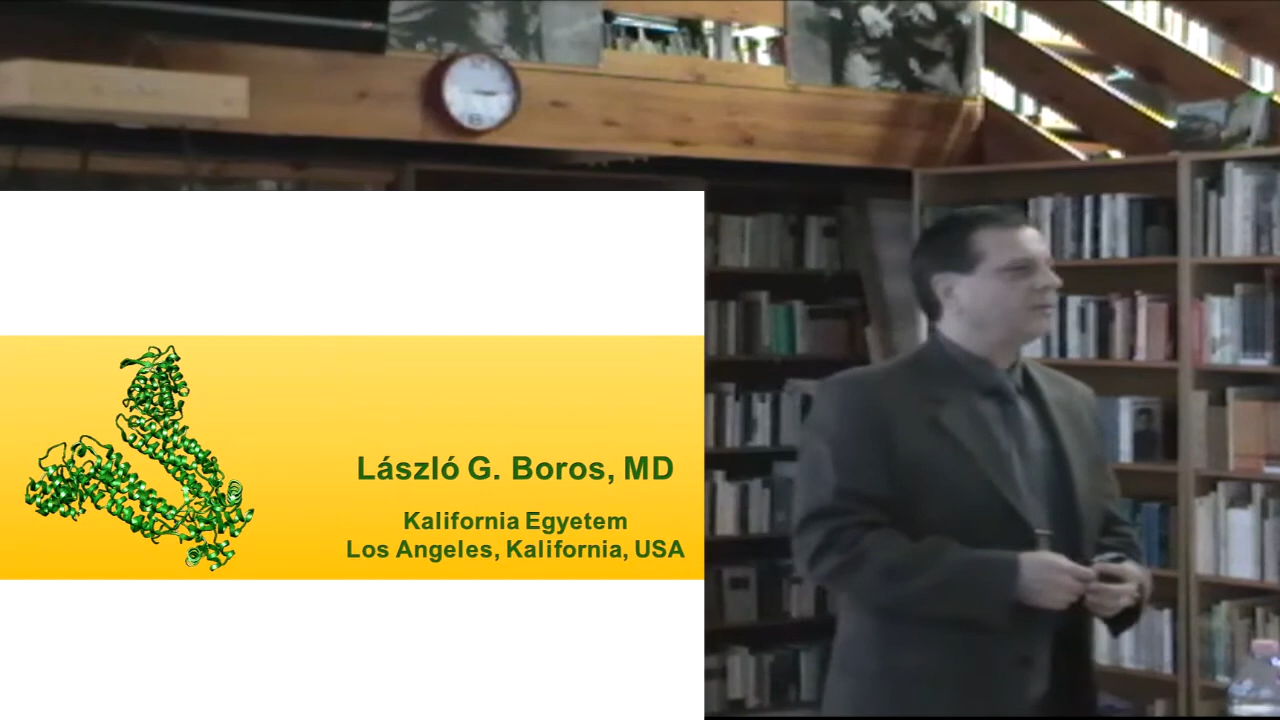 László G. Boros, MD
Kalifornia Egyetem
Los Angeles, Kalifornia, USA